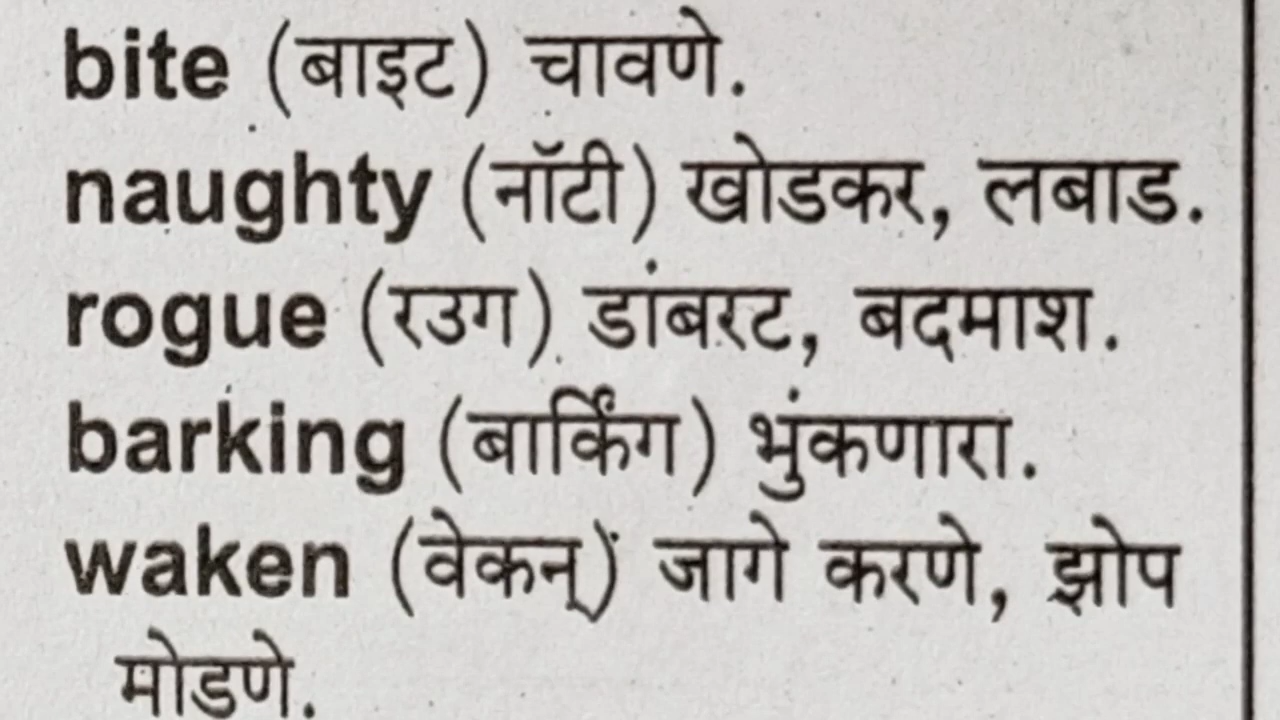 bite (बाइट) चावणे.
naughty (नॉटी) खोडकर, लबाड.
rogue (रउग) डांबरट, बदमाश.
barking (बार्किंग) भुंकणारा.
waken (वेकन्) जागे करणे, झोप
मोडणे.